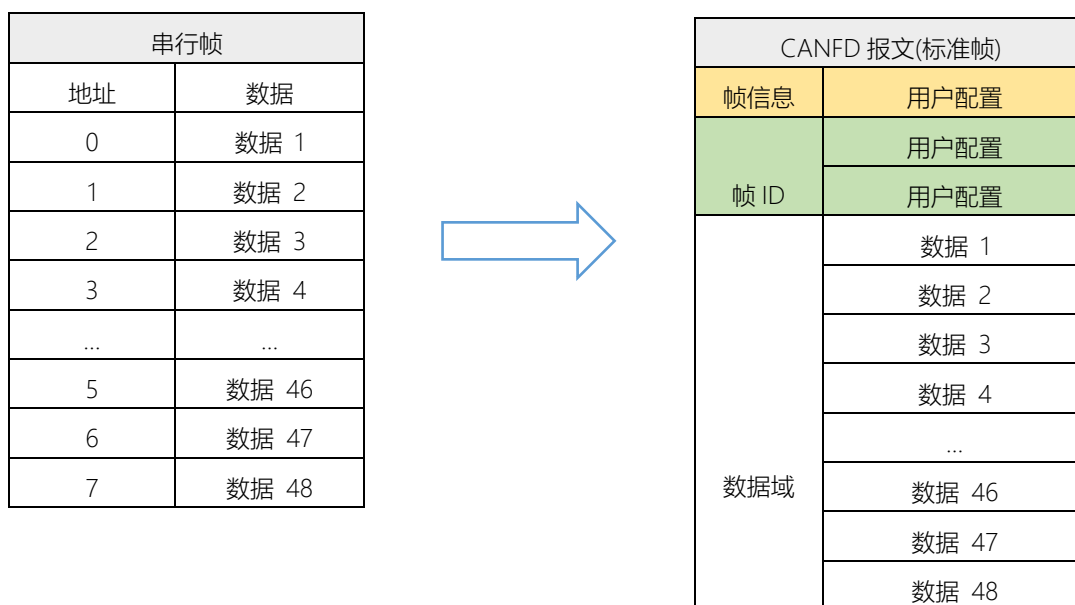 串行帧
地址 数据
0 数据 1
1 数据 2
2 数据 3
3 数据 4
... ...
5 数据 46
6 数据 47
7 数据 48
CANFD 报文(标准帧)
帧信息 用户配置
用户配置
帧 ID 用户配置
数据 1
数据 2
数据 3
数据 4
...
数据域 数据 46
数据 47
数据 48